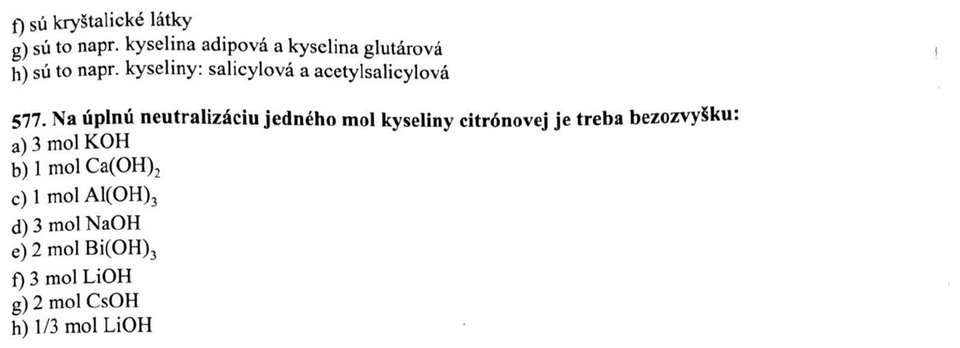 f) sú kryštalické látky
g) sú to napr. kyselina adipová a kyselina glutárová
h) sú to napr. kyseliny: salicylová a acetylsalicylová
577. Na úplnú neutralizáciu jedného mol kyseliny citrónovej je treba bezozvyšku:
a) 3 mol KOH
b) 1 mol Ca(OH)₂
c) 1 mol Al(OH)₃
d) 3 mol NaOH
e) 2 mol Bi(OH)₃
f) 3 mol LiOH
g) 2 mol CsOH
h) 1/3 mol LiOH